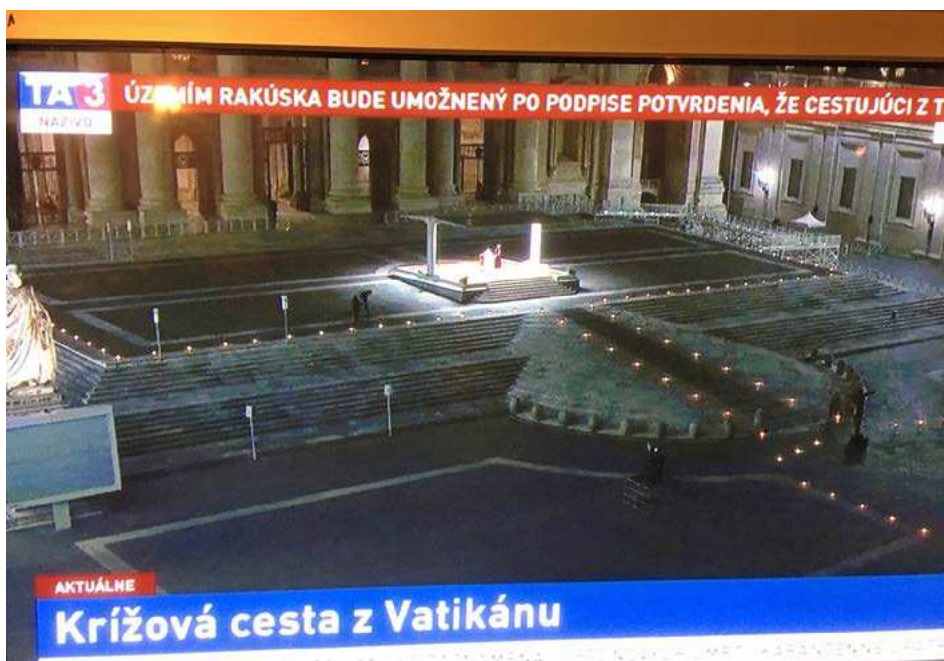 TA3 ÚZEMÍM RAKÚSKA BUDE UMOŽNENÝ PO PODPISE POTVRDENIA, ŽE CESTUJÚCI Z T
NAŽIVO
AKTUÁLNE
Krížová cesta z Vatikánu